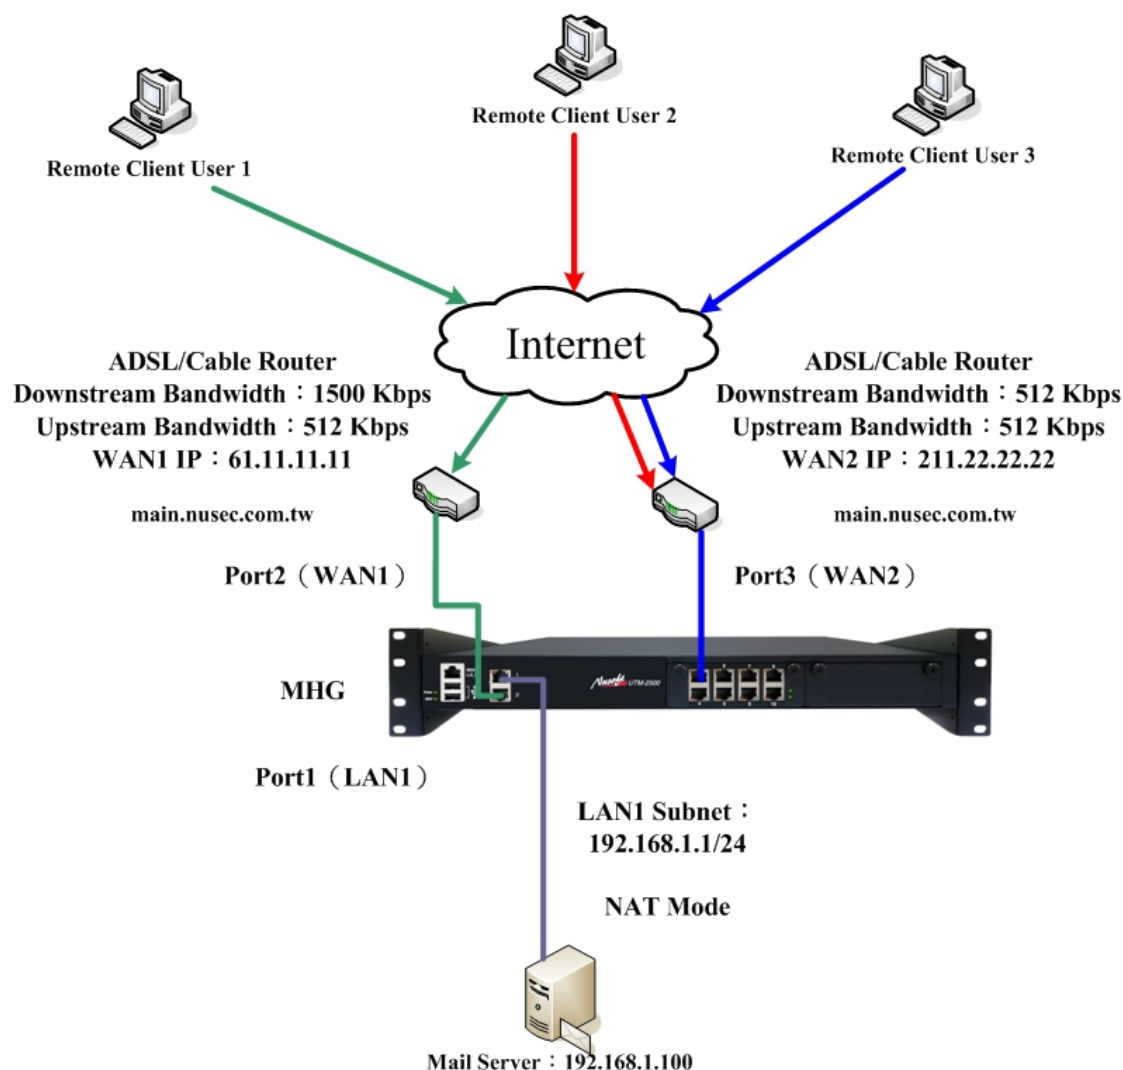 Remote Client User 2
Remote Client User 1
Remote Client User 3
Internet
ADSL/Cable Router
Downstream Bandwidth：1500 Kbps
Upstream Bandwidth：512 Kbps
WAN1 IP：61.11.11.11
main.nusec.com.tw
ADSL/Cable Router
Downstream Bandwidth：512 Kbps
Upstream Bandwidth：512 Kbps
WAN2 IP：211.22.22.22
main.nusec.com.tw
Port2（WAN1）
Port3（WAN2）
MHG
Nusoft UTM-2500
Port1（LAN1）
LAN1 Subnet：
192.168.1.1/24
NAT Mode
Mail Server：192.168.1.100